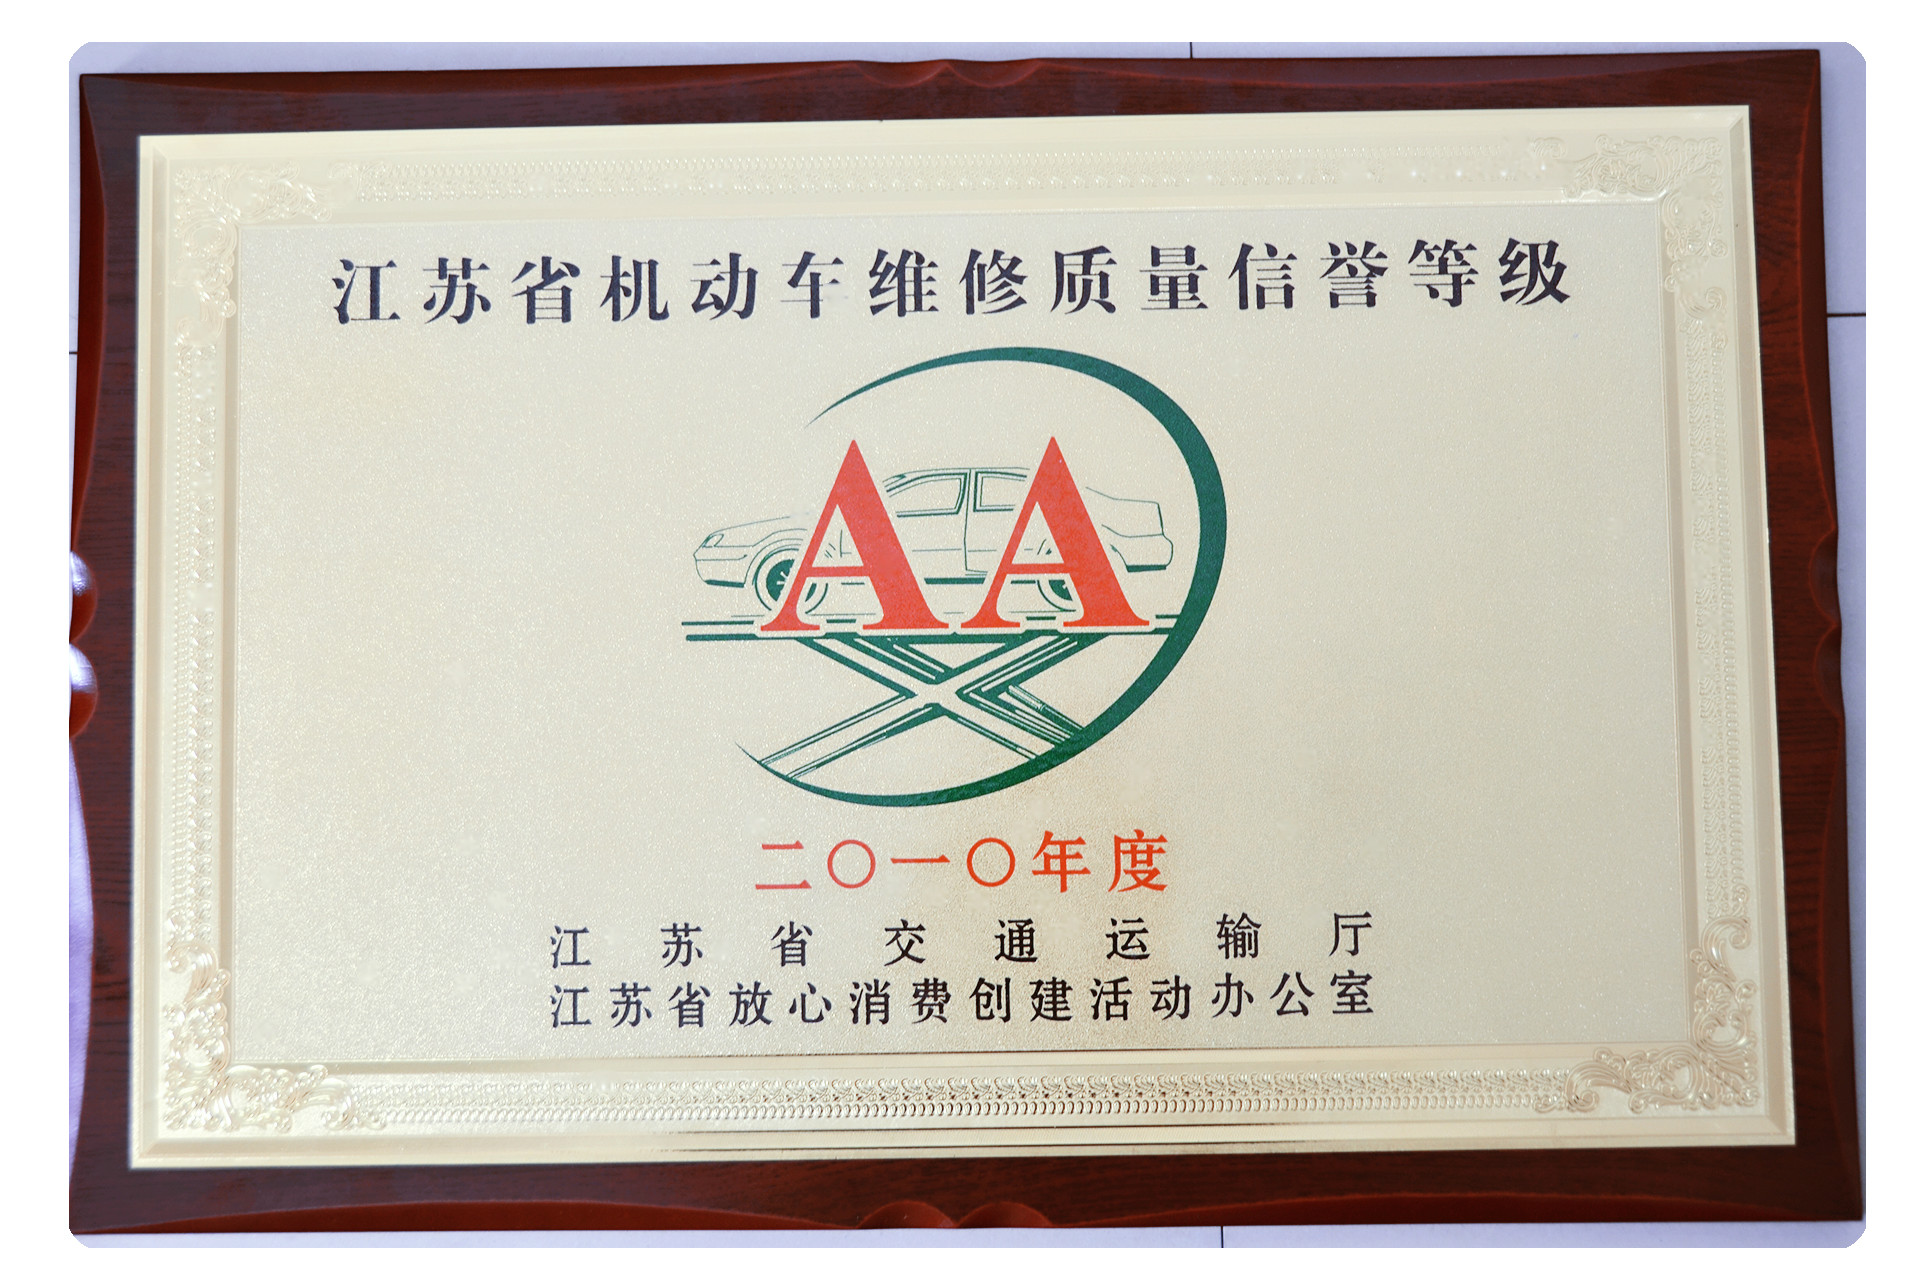 江苏省机动车维修质量信誉等级
AA
二〇一〇年度
江苏省交通运输厅
江苏省放心消费创建活动办公室